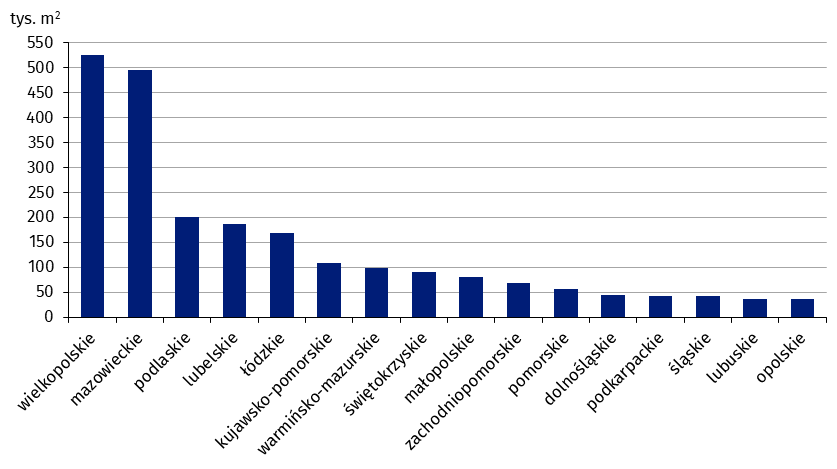 tys. m²
550
500
450
400
350
300
250
200
150
100
50
0
wielkopolskie
mazowieckie
podlaskie
lubelskie
łódzkie
kujawsko-pomorskie
warmińsko-mazurskie
świętokrzyskie
małopolskie
zachodniopomorskie
pomorskie
dolnośląskie
podkarpackie
śląskie
lubuskie
opolskie